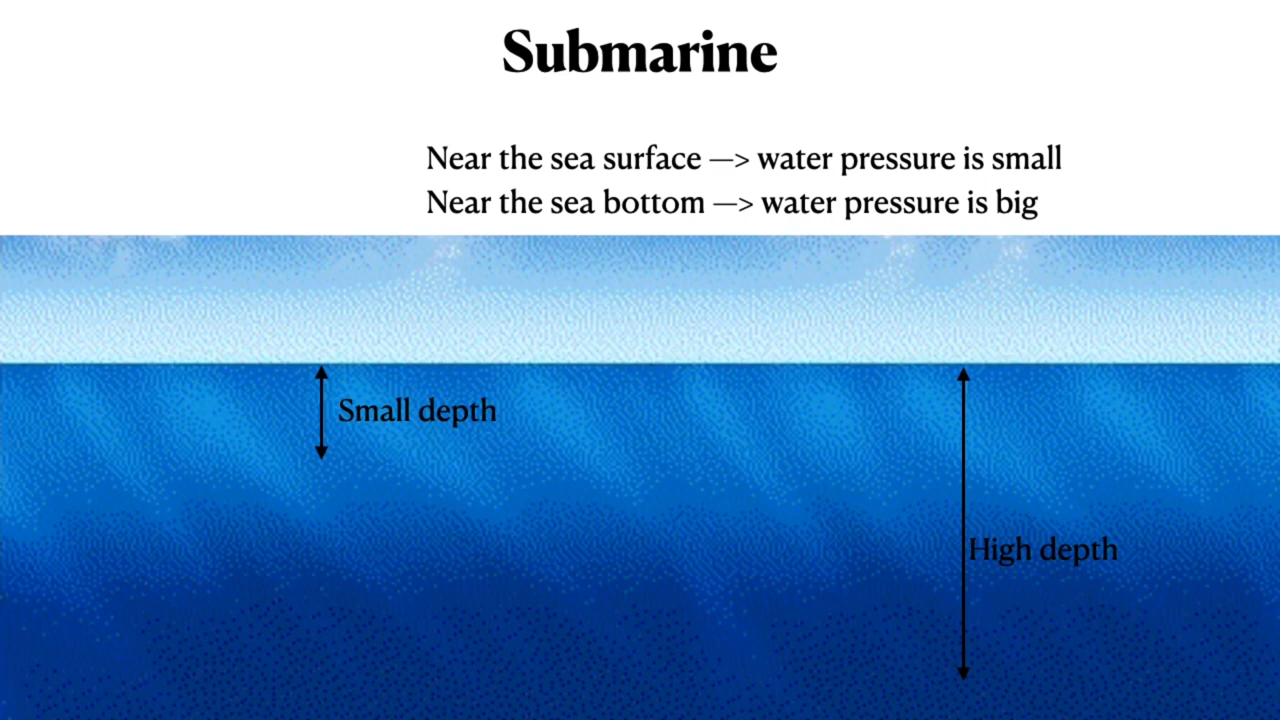 Submarine
Near the sea surface —> water pressure is small
Near the sea bottom —> water pressure is big
Small depth
High depth